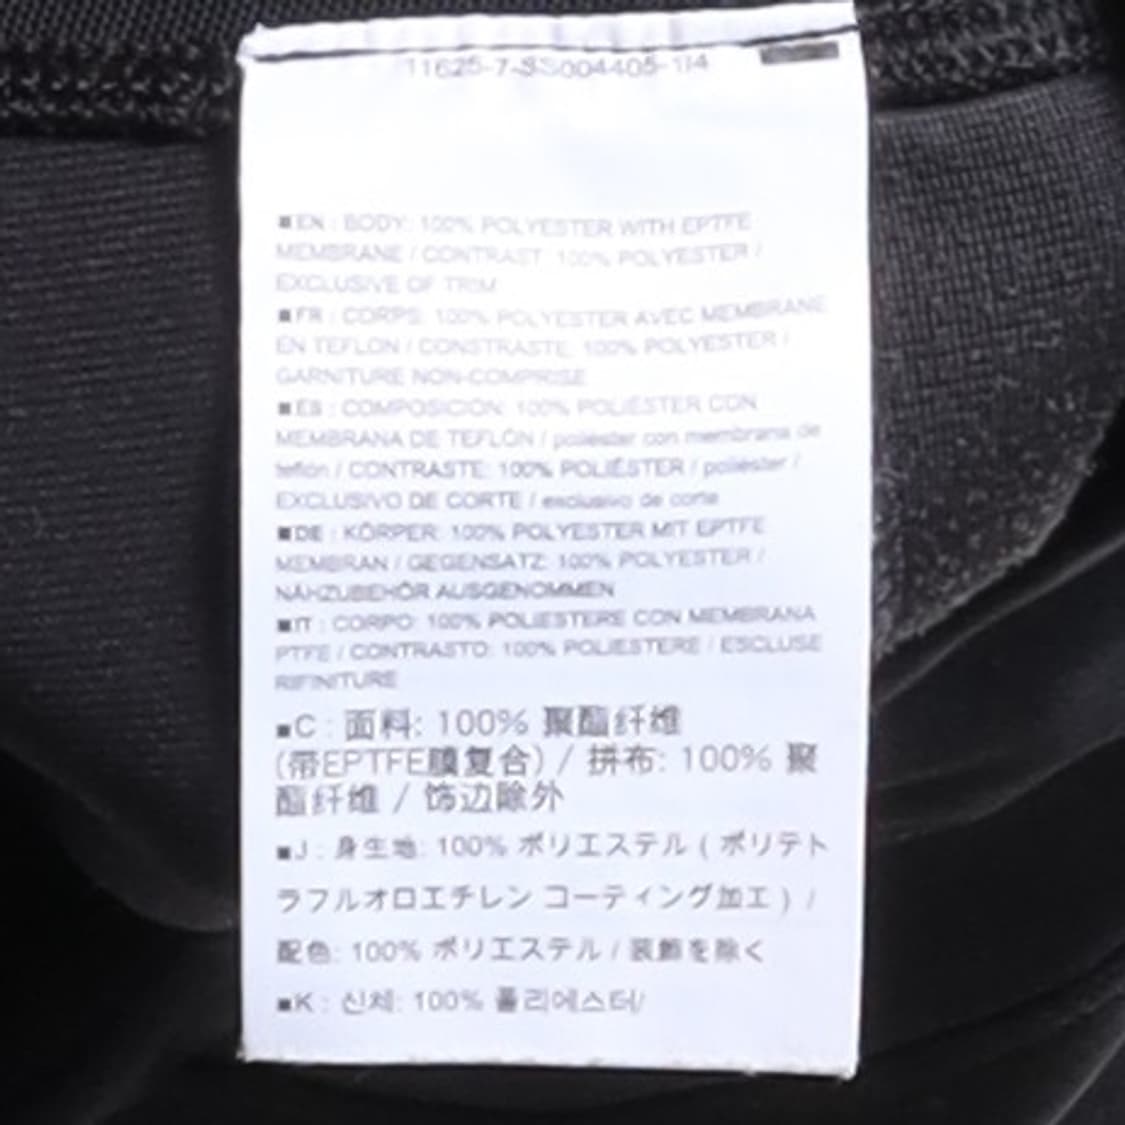 11625-7-SS004405-1/4
■EN : BODY: 100% POLYESTER WITH EPTFE
MEMBRANE / CONTRAST: 100% POLYESTER /
EXCLUSIVE OF TRIM
■FR : CORPS: 100% POLYESTER AVEC MEMBRANE
EN TEFLON / CONSTRASTE: 100% POLYESTER /
GARNITURE NON-COMPRISE
■ES : COMPOSICIÓN: 100% POLIÉSTER CON
MEMBRANA DE TEFLÓN / poliéster con membrana de
teflón / CONTRASTE: 100% POLIÉSTER / poliéster /
EXCLUSIVO DE CORTE / exclusivo de corte
■DE : KÖRPER: 100% POLYESTER MIT EPTFE
MEMBRAN / GEGENSATZ: 100% POLYESTER /
NÄHZUBEHÖR AUSGENOMMEN
■IT : CORPO: 100% POLIESTERE CON MEMBRANA
PTFE / CONTRASTO: 100% POLIESTERE / ESCLUSE
RIFINITURE
■C : 面料: 100% 聚酯纤维
(带EPTFE膜复合) / 拼布: 100% 聚
酯纤维 / 饰边除外
■J : 身生地: 100% ポリエステル ( ポリテト
ラフルオロエチレン コーティング加工 ) /
配色: 100% ポリエステル / 装飾を除く
■K : 신체: 100% 폴리에스터/